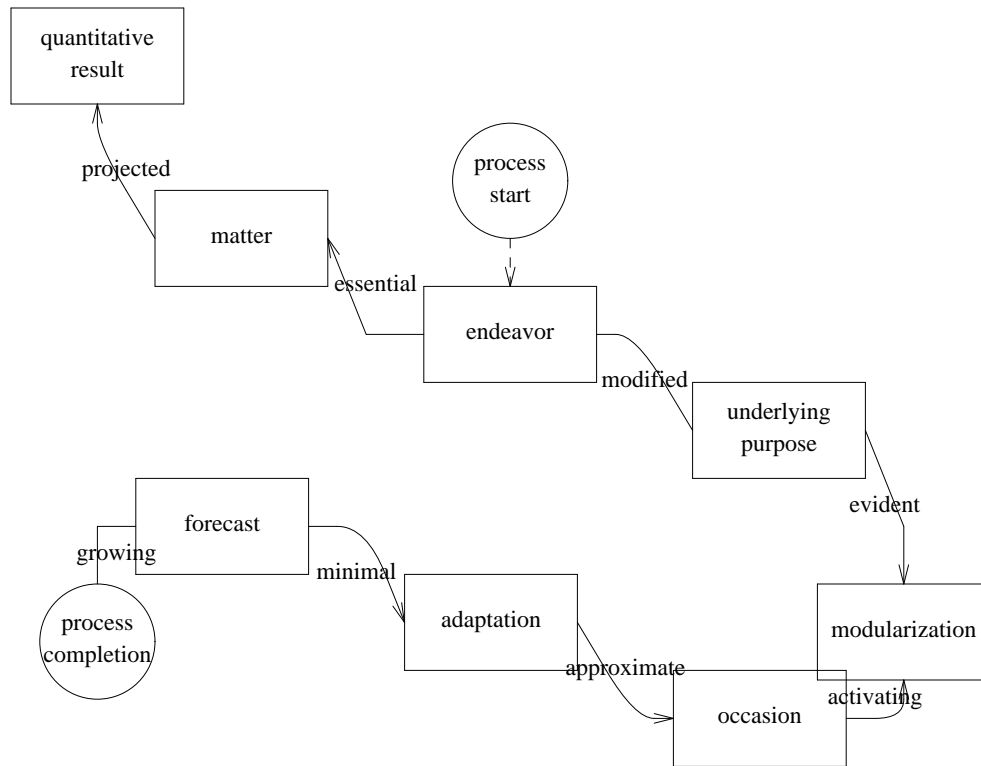 quantitative
result
projected
process
start
matter
essential
endeavor
modified
underlying
purpose
evident
forecast
growing
minimal
process
completion
adaptation
modularization
approximate
occasion
activating